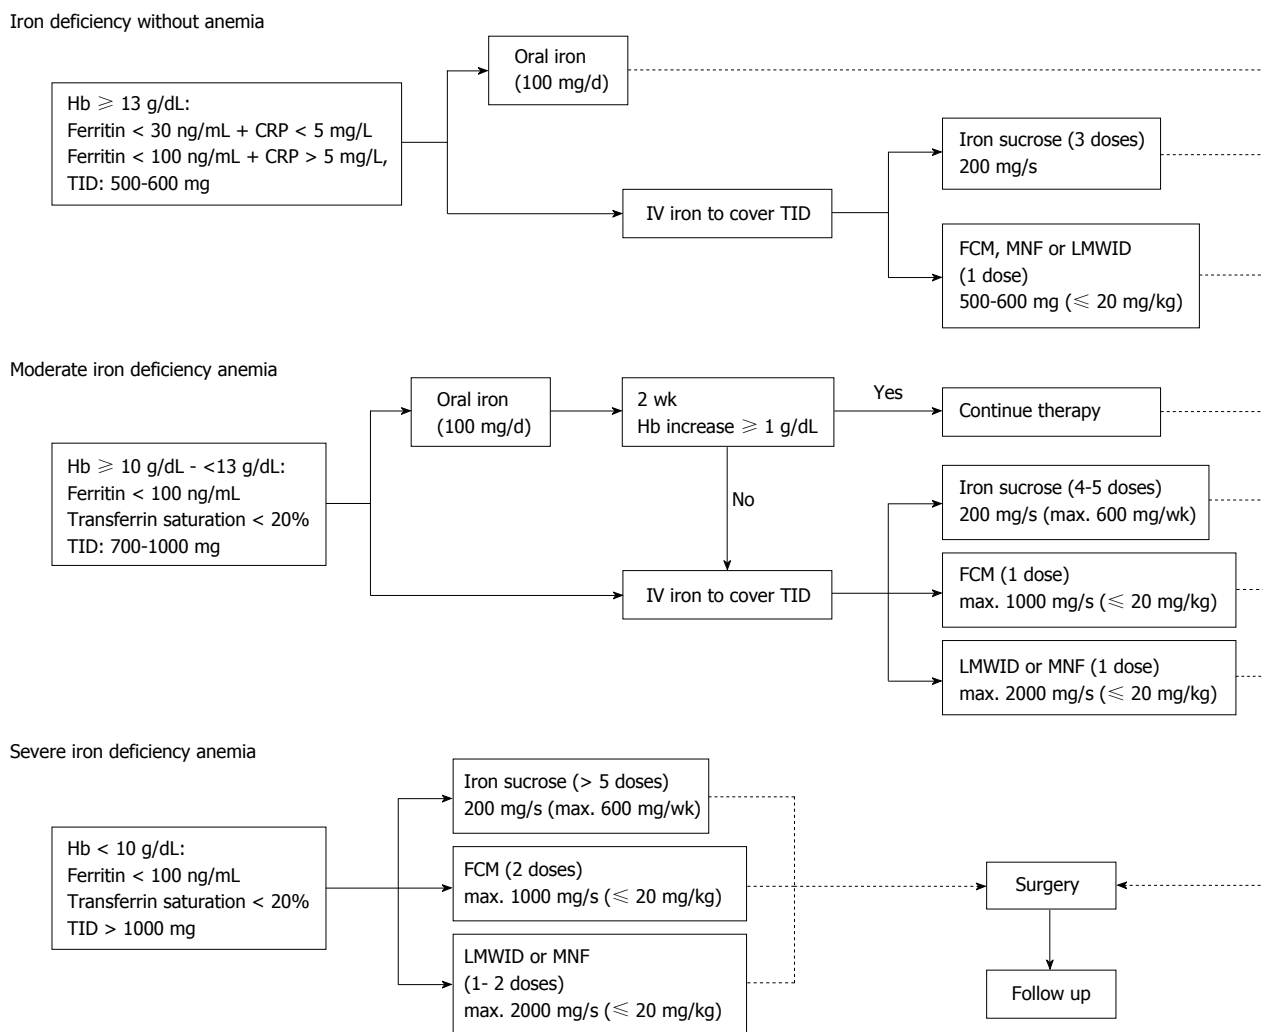 Iron deficiency without anemia
Oral iron
(100 mg/d)
Hb ≥ 13 g/dL:
Ferritin < 30 ng/mL + CRP < 5 mg/L
Ferritin < 100 ng/mL + CRP > 5 mg/L,
TID: 500-600 mg
IV iron to cover TID
Iron sucrose (3 doses)
200 mg/s
FCM, MNF or LMWID
(1 dose)
500-600 mg (≤ 20 mg/kg)
Moderate iron deficiency anemia
Oral iron
(100 mg/d)
2 wk
Hb increase ≥ 1 g/dL
Yes
Continue therapy
Hb ≥ 10 g/dL - <13 g/dL:
Ferritin < 100 ng/mL
Transferrin saturation < 20%
TID: 700-1000 mg
No
IV iron to cover TID
Iron sucrose (4-5 doses)
200 mg/s (max. 600 mg/wk)
FCM (1 dose)
max. 1000 mg/s (≤ 20 mg/kg)
LMWID or MNF (1 dose)
max. 2000 mg/s (≤ 20 mg/kg)
Severe iron deficiency anemia
Hb < 10 g/dL:
Ferritin < 100 ng/mL
Transferrin saturation < 20%
TID > 1000 mg
Iron sucrose (> 5 doses)
200 mg/s (max. 600 mg/wk)
FCM (2 doses)
max. 1000 mg/s (≤ 20 mg/kg)
LMWID or MNF
(1- 2 doses)
max. 2000 mg/s (≤ 20 mg/kg)
Surgery
Follow up